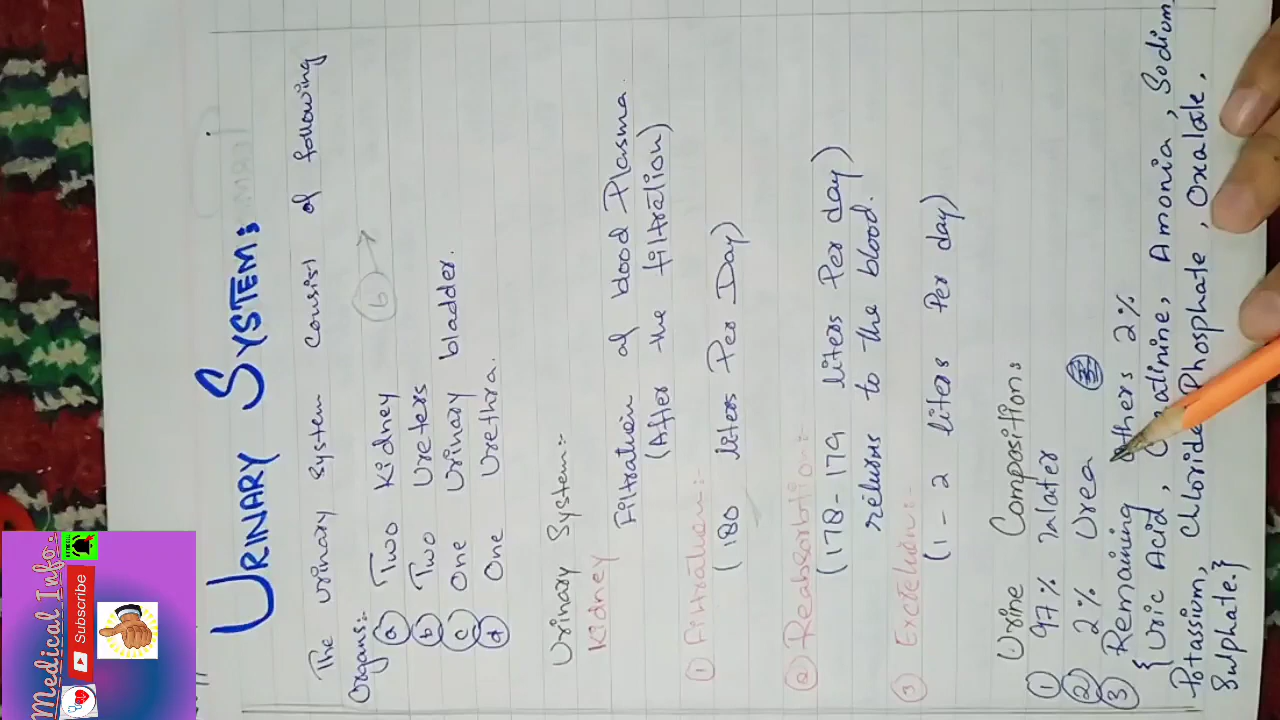 URINARY SYSTEM:
The urinary system consist of following
Organs:-
(a) Two Kidney
(b) →
(b) Two Ureters
(c) One Urinary bladder.
(d) One Urethra.
Urinary System:-
Kidney
Filtration of blood Plasma.
(After the filtration)
① Filtration:-
(180 liters Per Day)
② Reabsorbtion:-
(178-179 liters Per day)
returns to the blood.
③ Excretion:-
(1-2 liters Per day)
Urine Composition:
① 97% Water
② 2% Urea
③ Remaining others 2%
{Uric Acid, Amonia, Sodium,
Potassium, Chloride Phosphate, Oxalate,
Sulphate.}
Medical Info:-
Subscribe